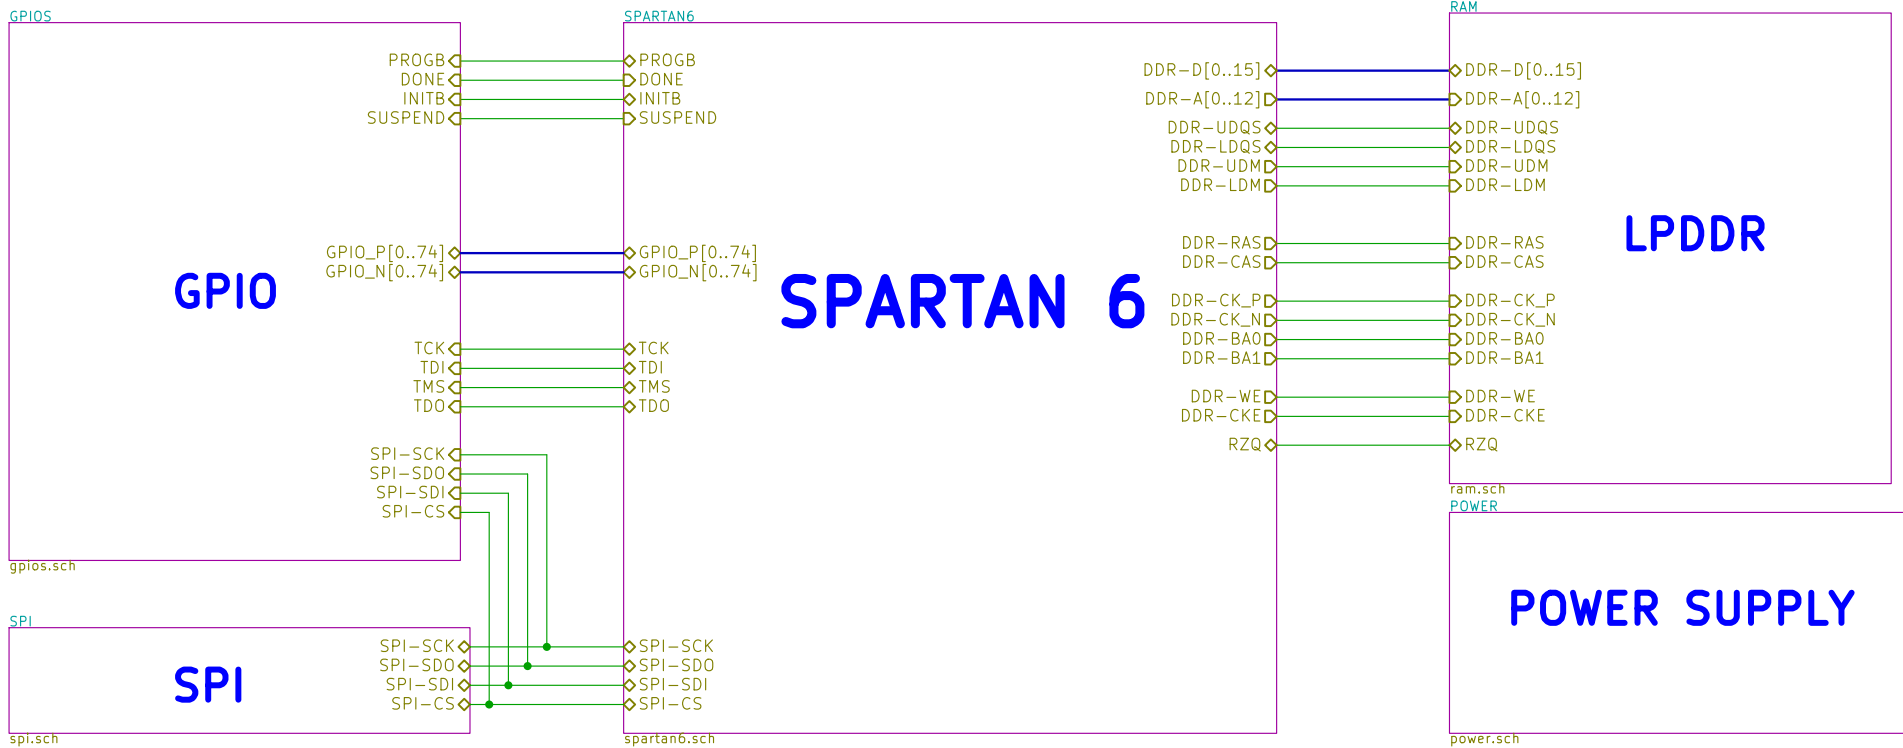 GPIOS
PROGB
DONE
INITB
SUSPEND
GPIO_P[0..74]
GPIO_N[0..74]
GPIO
TCK
TDI
TMS
TDO
SPI-SCK
SPI-SDO
SPI-SDI
SPI-CS
gpios.sch
SPI
SPI-SCK
SPI-SDO
SPI-SDI
SPI-CS
SPI
spi.sch
SPARTAN6
PROGB
DONE
INITB
SUSPEND
GPIO_P[0..74]
GPIO_N[0..74]
TCK
TDI
TMS
TDO
SPI-SCK
SPI-SDO
SPI-SDI
SPI-CS
SPARTAN 6
DDR-D[0..15]
DDR-A[0..12]
DDR-UDQS
DDR-LDQS
DDR-UDM
DDR-LDM
DDR-RAS
DDR-CAS
DDR-CK_P
DDR-CK_N
DDR-BA0
DDR-BA1
DDR-WE
DDR-CKE
RZQ
spartan6.sch
RAM
DDR-D[0..15]
DDR-A[0..12]
DDR-UDQS
DDR-LDQS
DDR-UDM
DDR-LDM
DDR-RAS
DDR-CAS
DDR-CK_P
DDR-CK_N
DDR-BA0
DDR-BA1
DDR-WE
DDR-CKE
RZQ
LPDDR
ram.sch
POWER
POWER SUPPLY
power.sch